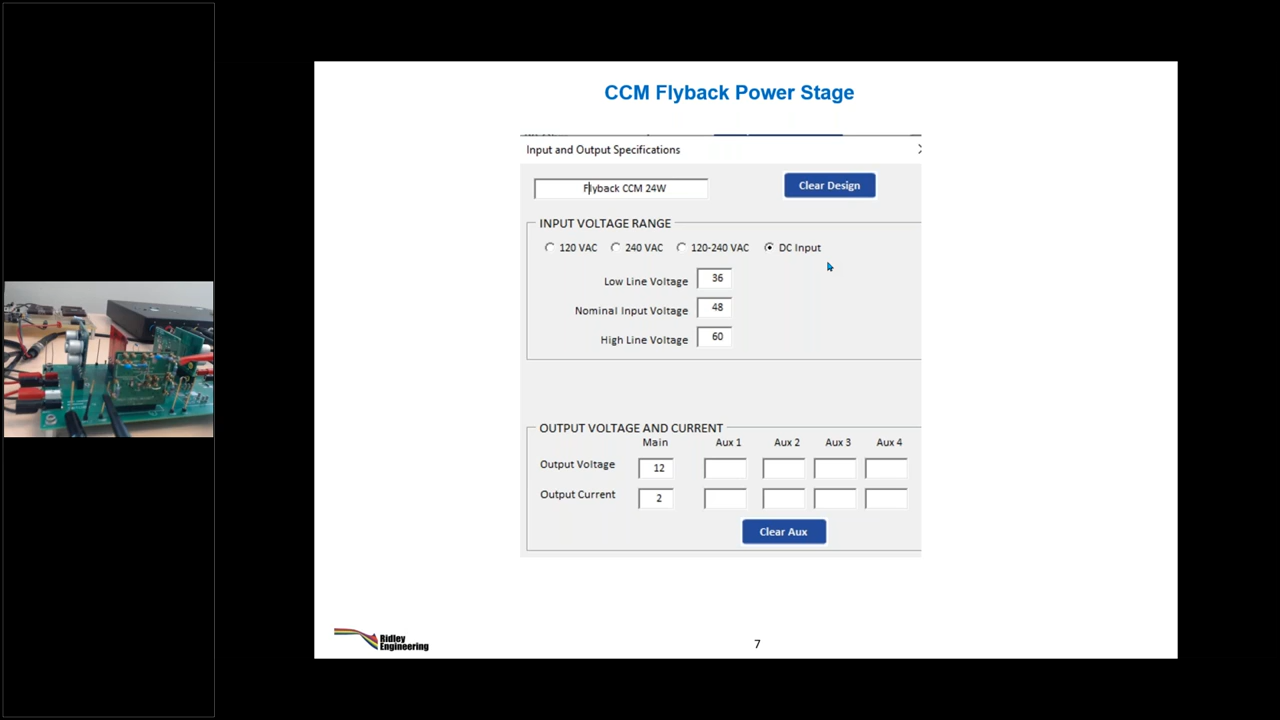 CCM Flyback Power Stage
Input and Output Specifications
Flyback CCM 24W
Clear Design
INPUT VOLTAGE RANGE
120 VAC 240 VAC 120-240 VAC DC Input
Low Line Voltage 36
Nominal Input Voltage 48
High Line Voltage 60
OUTPUT VOLTAGE AND CURRENT
Main Aux 1 Aux 2 Aux 3 Aux 4
Output Voltage 12
Output Current 2
Clear Aux
Ridley
Engineering
7